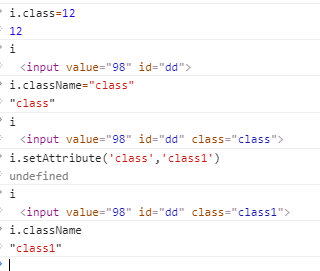 i.class=12
12
i
<input value="98" id="dd">
i.className="class"
"class"
i
<input value="98" id="dd" class="class">
i.setAttribute('class','class1')
undefined
i
<input value="98" id="dd" class="class1">
i.className
"class1"